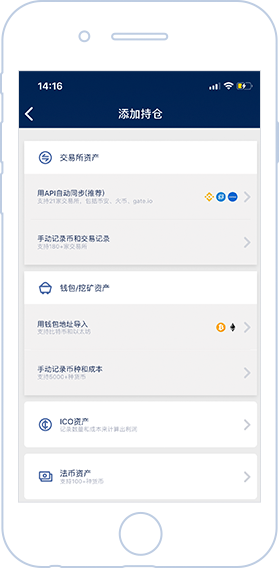 14:16
添加持仓
交易所资产
用API自动同步(推荐)
支持21家交易所，包括币安、火币、gate.io
手动记录币和交易记录
支持180+家交易所
钱包/挖矿资产
用钱包地址导入
支持比特币和以太坊
手动记录币种和成本
支持5000+种货币
ICO资产
记录数量和成本来计算出利润
法币资产
支持100+种货币